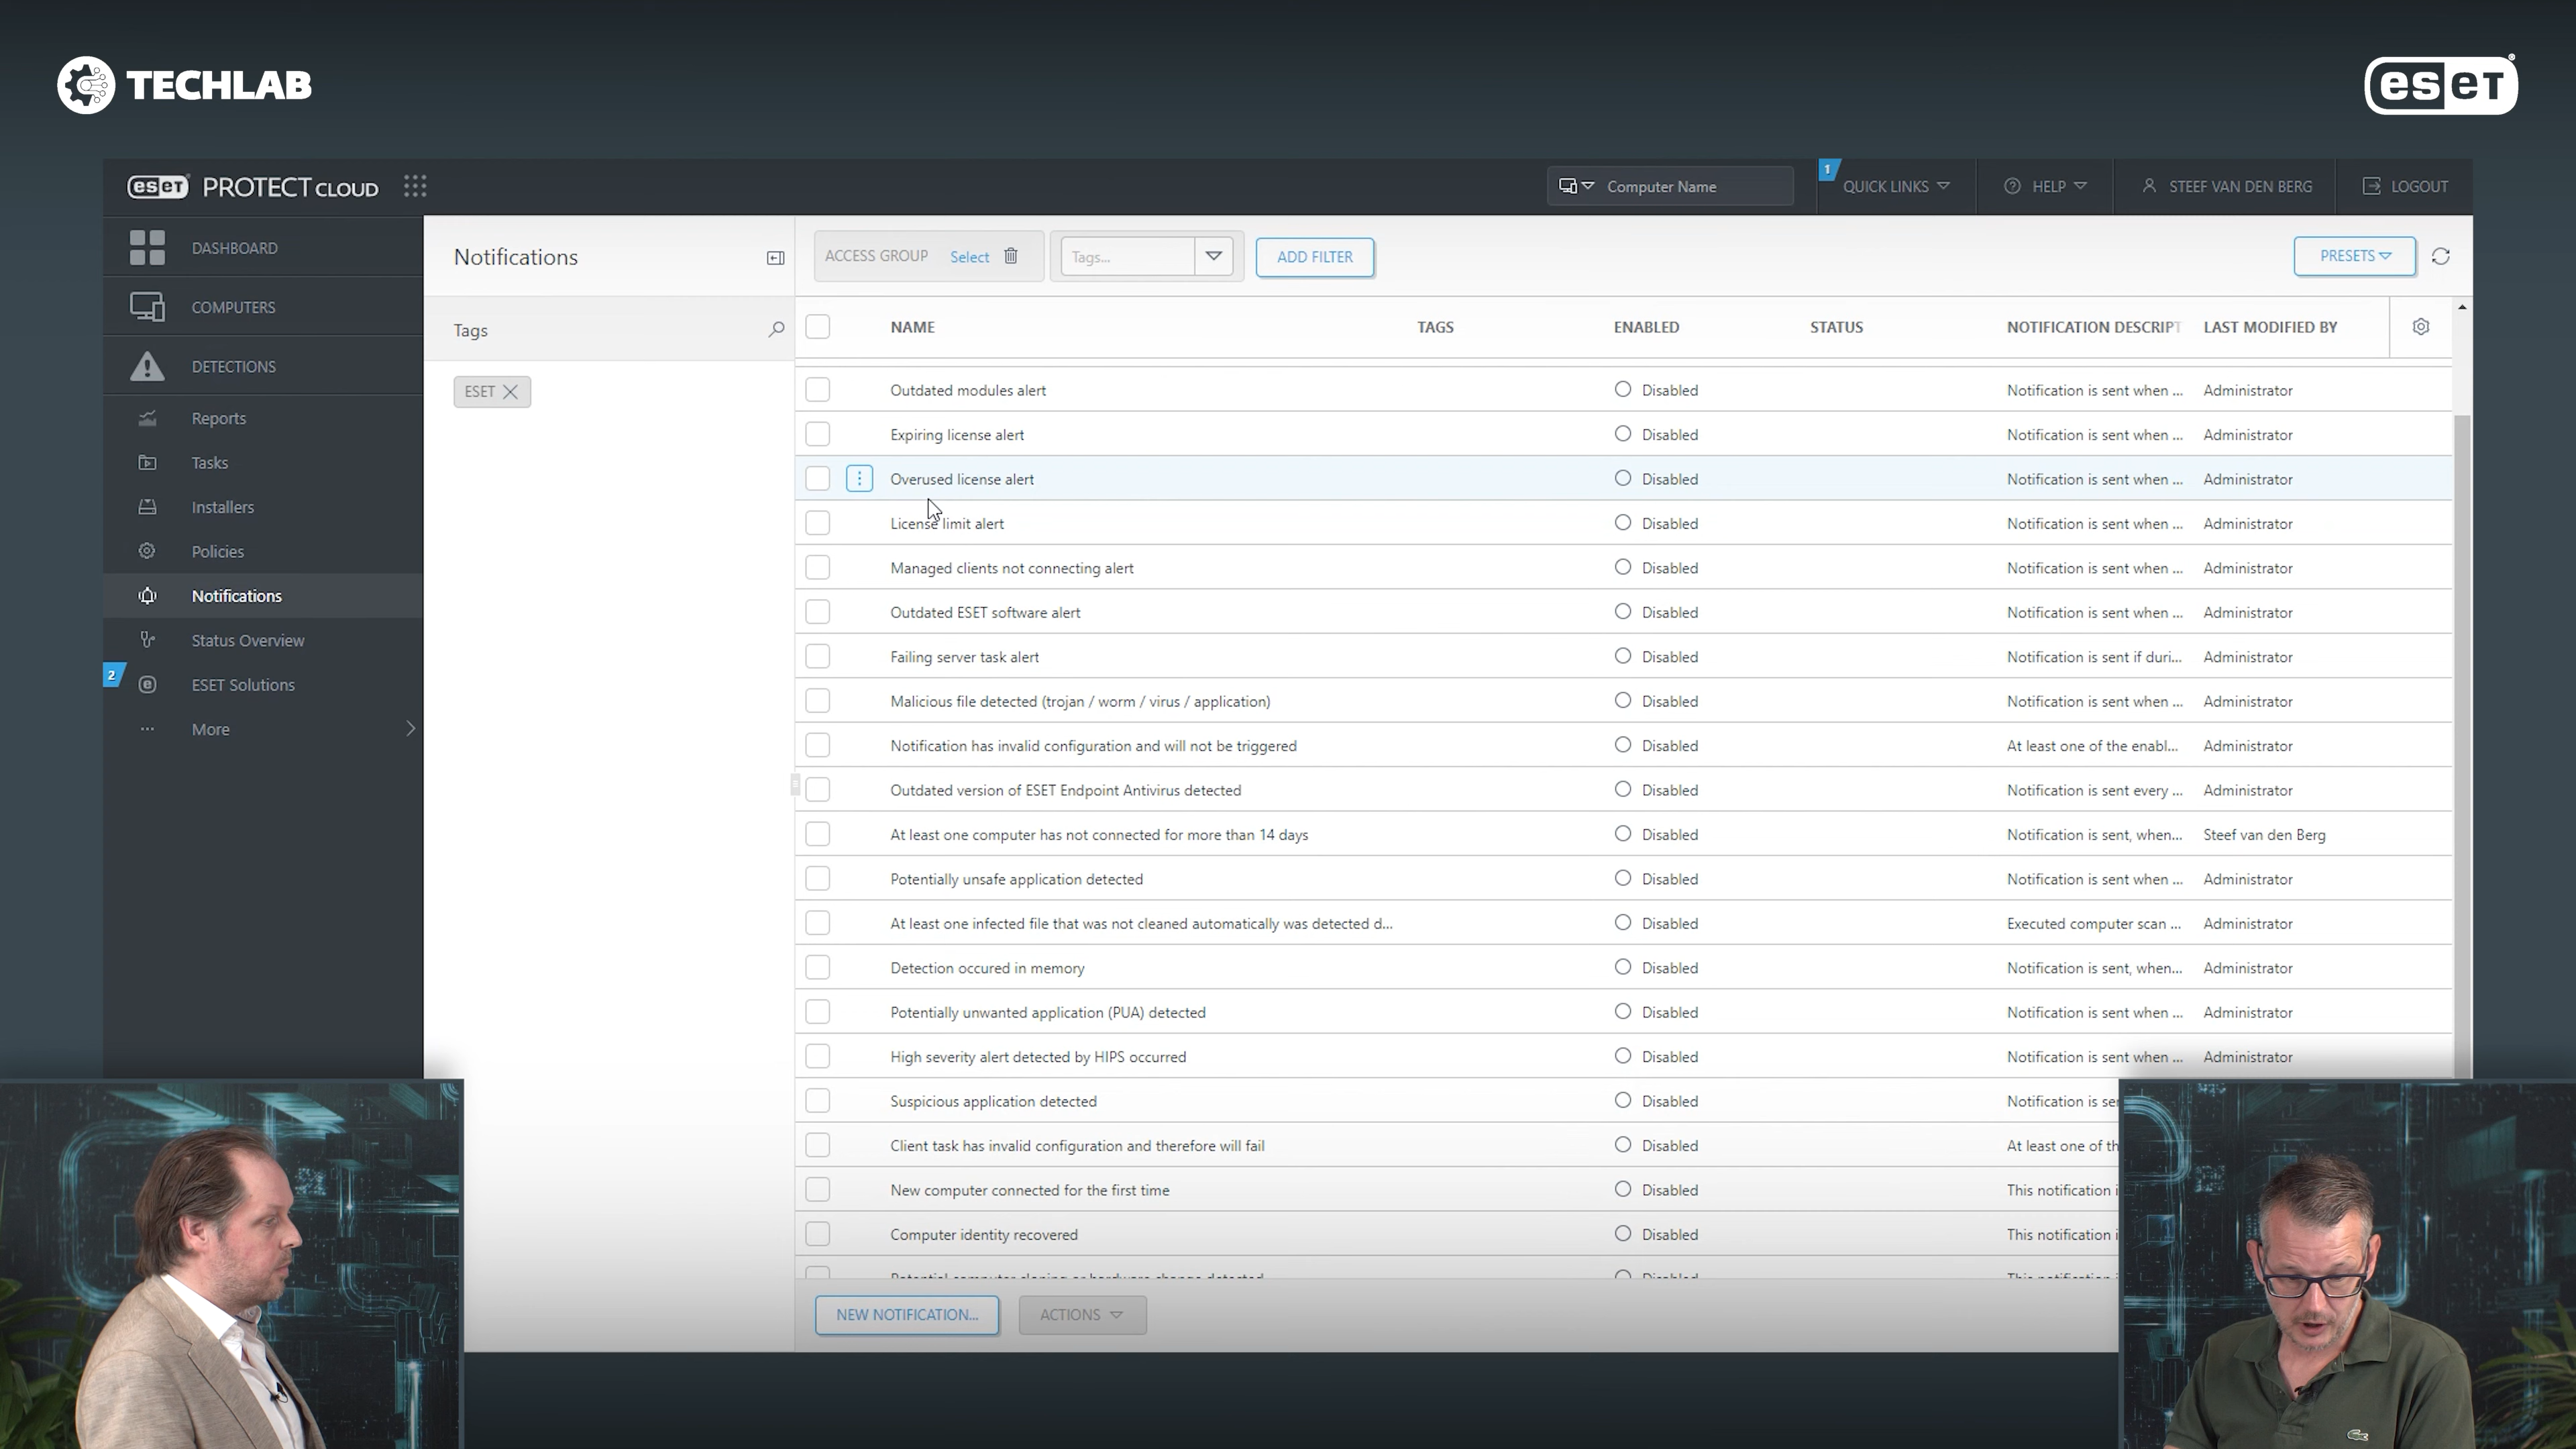 TECHLAB
eset
eset PROTECT CLOUD
Computer Name
1
QUICK LINKS
HELP
STEEF VAN DEN BERG
LOGOUT
DASHBOARD
COMPUTERS
DETECTIONS
Reports
Tasks
Installers
Policies
Notifications
Status Overview
2
ESET Solutions
More
Notifications
Tags
ESET
ACCESS GROUP Select
Tags...
ADD FILTER
PRESETS
NAME TAGS ENABLED STATUS NOTIFICATION DESCRIPT LAST MODIFIED BY
Outdated modules alert Disabled Notification is sent when ... Administrator
Expiring license alert Disabled Notification is sent when ... Administrator
Overused license alert Disabled Notification is sent when ... Administrator
License limit alert Disabled Notification is sent when ... Administrator
Managed clients not connecting alert Disabled Notification is sent when ... Administrator
Outdated ESET software alert Disabled Notification is sent when ... Administrator
Failing server task alert Disabled Notification is sent if duri... Administrator
Malicious file detected (trojan / worm / virus / application) Disabled Notification is sent when ... Administrator
Notification has invalid configuration and will not be triggered Disabled At least one of the enabl... Administrator
Outdated version of ESET Endpoint Antivirus detected Disabled Notification is sent every ... Administrator
At least one computer has not connected for more than 14 days Disabled Notification is sent, when... Steef van den Berg
Potentially unsafe application detected Disabled Notification is sent when ... Administrator
At least one infected file that was not cleaned automatically was detected d... Disabled Executed computer scan ... Administrator
Detection occured in memory Disabled Notification is sent, when... Administrator
Potentially unwanted application (PUA) detected Disabled Notification is sent when ... Administrator
High severity alert detected by HIPS occurred Disabled Notification is sent when ... Administrator
Suspicious application detected Disabled Notification is ser
Client task has invalid configuration and therefore will fail Disabled At least one of th
New computer connected for the first time Disabled This notification i
Computer identity recovered Disabled This notification i
Potential computer cloning or hardware change detected Disabled This notification i
NEW NOTIFICATION...
ACTIONS